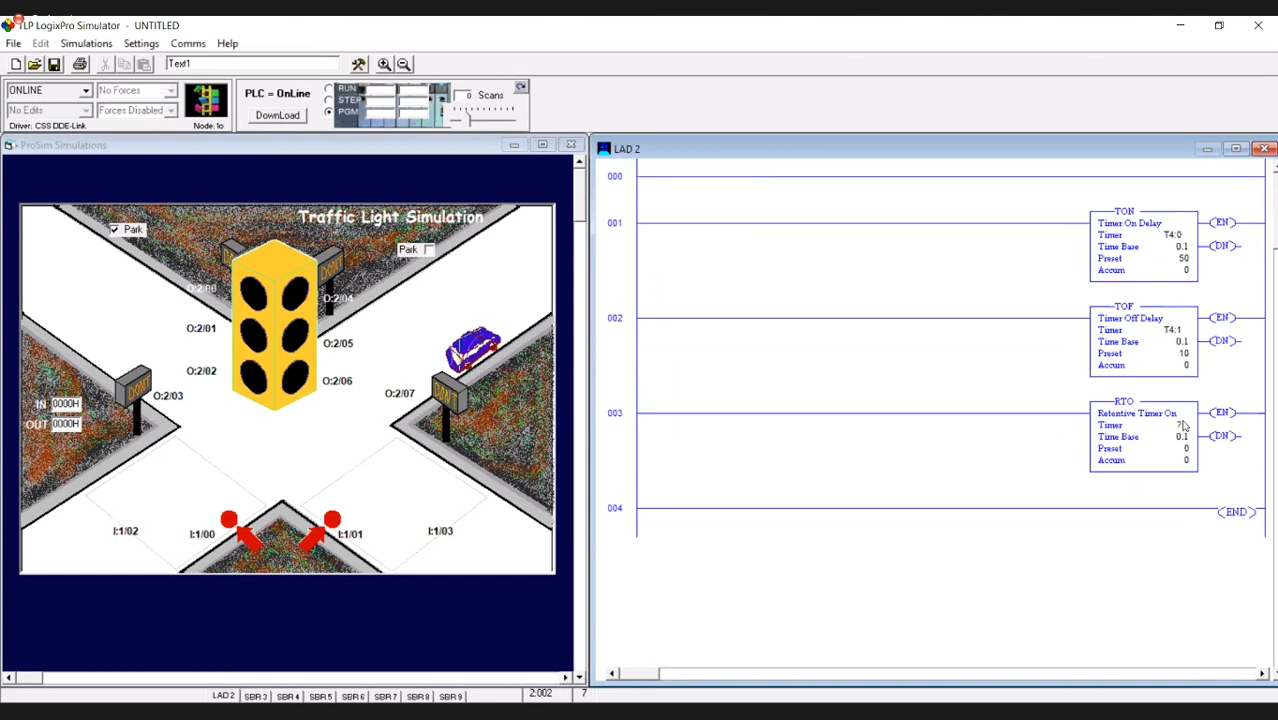 TLP LogixPro Simulator - UNTITLED
File Edit Simulations Settings Comms Help
Text1
ONLINE
No Forces
No Edits
Forces Disabled
Driver: CSS DDE-Link
Node: 1o
PLC = OnLine
DownLoad
RUN
STEP
PGM
0 Scans
ProSim Simulations
Traffic Light Simulation
Park
Park
O:2/00
O:2/04
O:2/01
O:2/05
O:2/02
O:2/06
O:2/03
O:2/07
DONT
DONT
DONT
IN 0000H
OUT 0000H
I:1/02
I:1/00
I:1/01
I:1/03
LAD 2
000
001
TON
Timer On Delay
Timer T4:0
Time Base 0.1
Preset 50
Accum 0
EN
DN
002
TOF
Timer Off Delay
Timer T4:1
Time Base 0.1
Preset 10
Accum 0
EN
DN
003
RTO
Retentive Timer On
Timer ?
Time Base 0.1
Preset 0
Accum 0
EN
DN
004
END
LAD 2 SBR 3 SBR 4 SBR 5 SBR 6 SBR 7 SBR 8 SBR 9
2:002 7